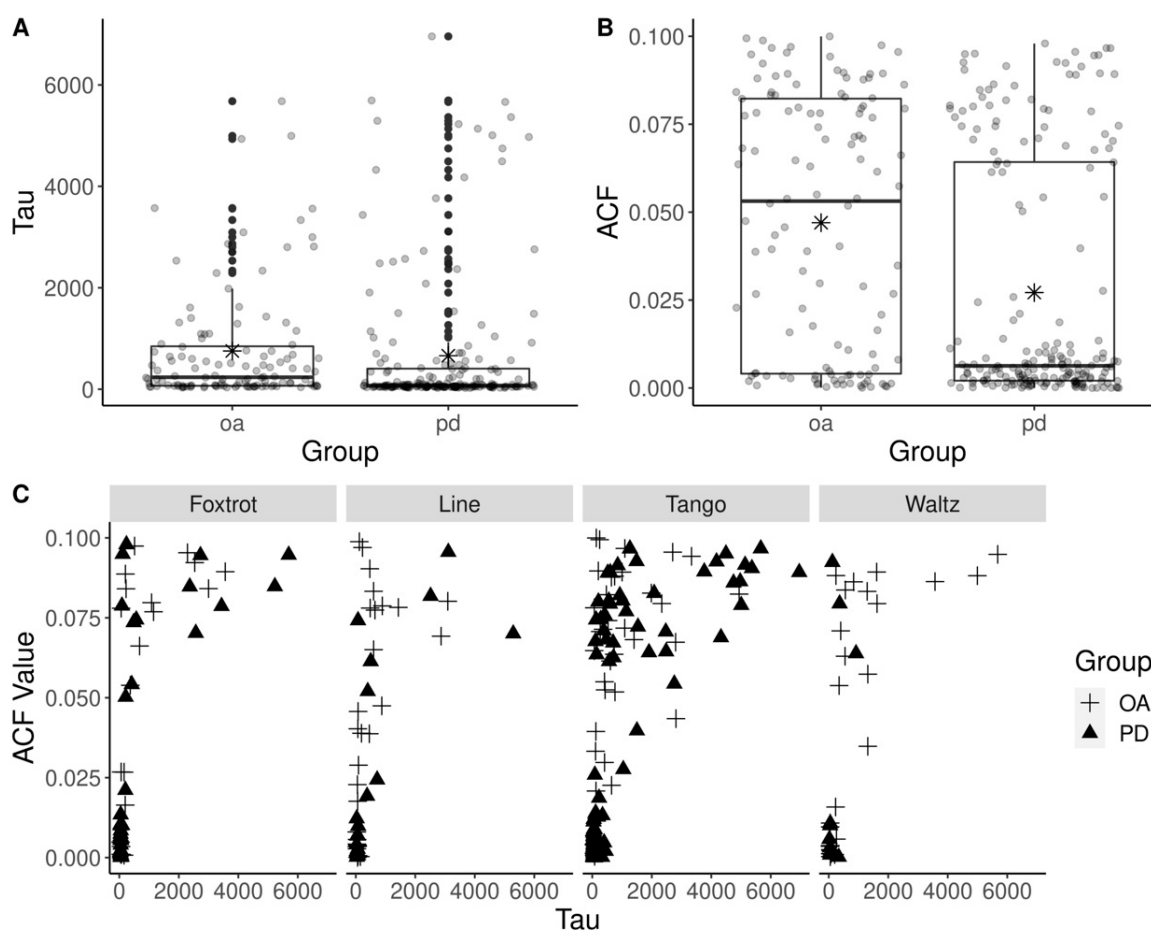 A
Tau
6000
4000
2000
0
oa pd
Group
B
ACF
0.100
0.075
0.050
0.025
0.000
oa pd
Group
C
Foxtrot Line Tango Waltz
ACF Value
0.100
0.075
0.050
0.025
0.000
0 2000 4000 6000 0 2000 4000 6000 0 2000 4000 6000 0 2000 4000 6000
Tau
Group
OA
PD